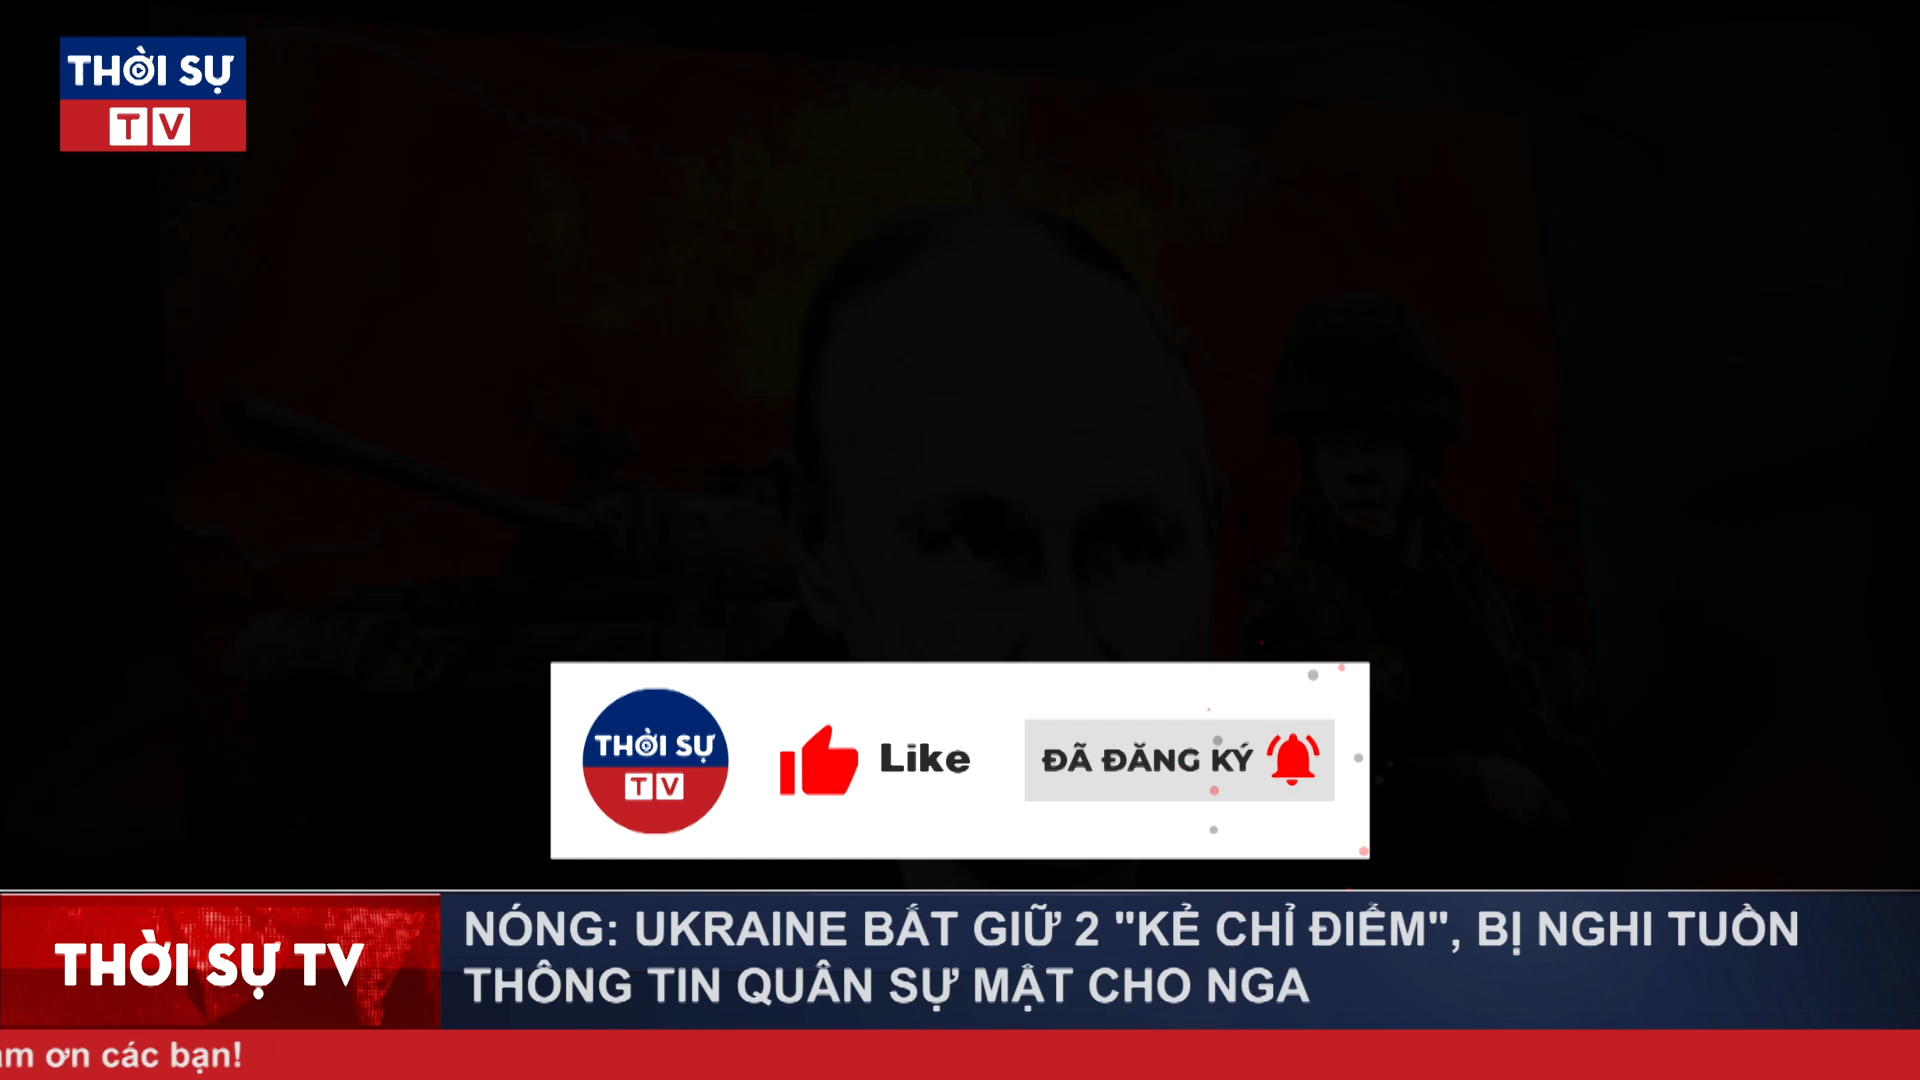 THỜI SỰ
TV
THỜI SỰ
TV
Like
ĐÃ ĐĂNG KÝ
THỜI SỰ TV
NÓNG: UKRAINE BẮT GIỮ 2 "KẺ CHỈ ĐIỂM", BỊ NGHI TUỒN
THÔNG TIN QUÂN SỰ MẬT CHO NGA
ơn các bạn!